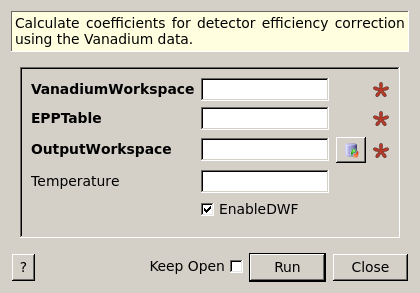 Calculate coefficients for detector efficiency correction
using the Vanadium data.
VanadiumWorkspace
EPPTable
OutputWorkspace
Temperature
EnableDWF
? Keep Open Run Close